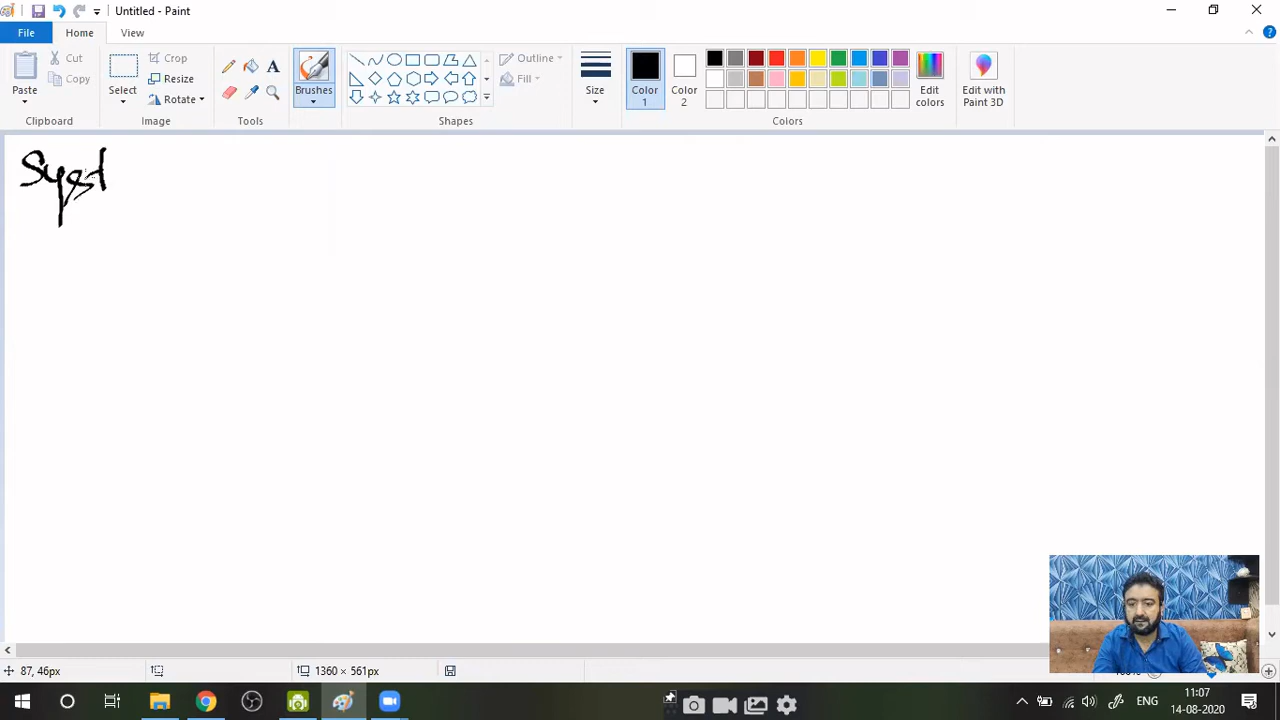 Untitled - Paint
File Home View
Cut
Copy
Paste
Clipboard
Select
Crop
Resize
Rotate
Image
Tools
Brushes
Outline
Fill
Shapes
Size
Color 1
Color 2
Edit colors
Edit with Paint 3D
Colors
Syst
87, 46px
1360 × 561px
100%
ENG
11:07
14-08-2020